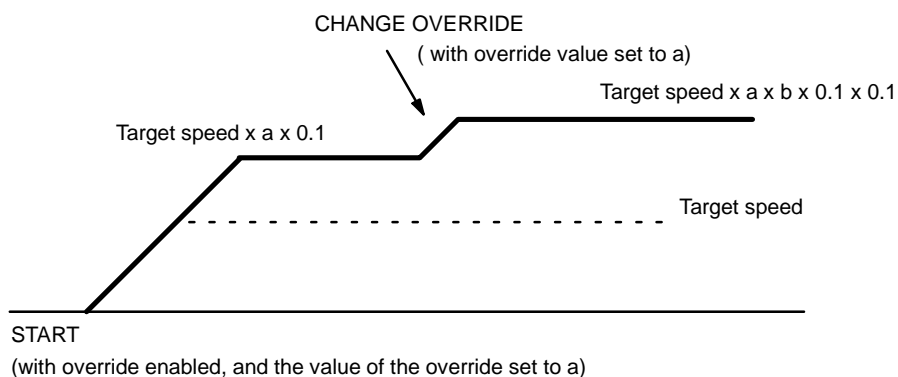 CHANGE OVERRIDE
( with override value set to a)
Target speed x a x b x 0.1 x 0.1
Target speed x a x 0.1
Target speed
START
(with override enabled, and the value of the override set to a)